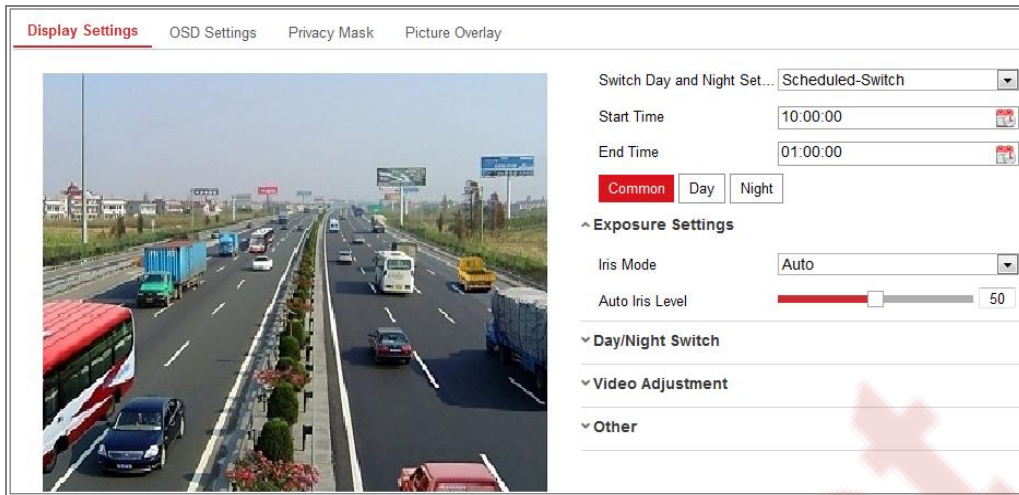 Display Settings OSD Settings Privacy Mask Picture Overlay
Switch Day and Night Set... Scheduled-Switch
Start Time 10:00:00
End Time 01:00:00
Common Day Night
Exposure Settings
Iris Mode Auto
Auto Iris Level 50
Day/Night Switch
Video Adjustment
Other